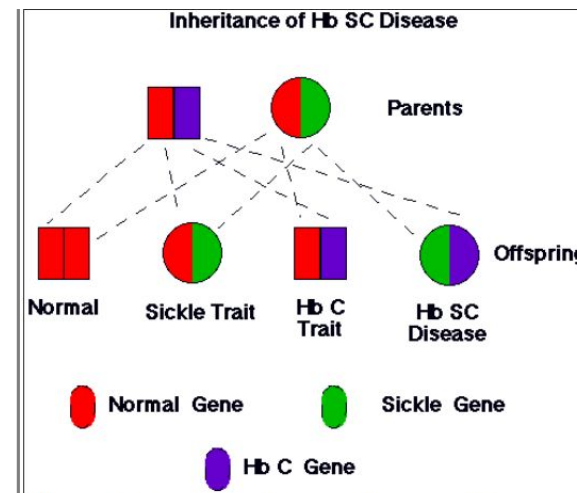 Inheritance of Hb SC Disease
Parents
Offspring
Normal
Sickle Trait
Hb C
Trait
Hb SC
Disease
Normal Gene
Sickle Gene
Hb C Gene